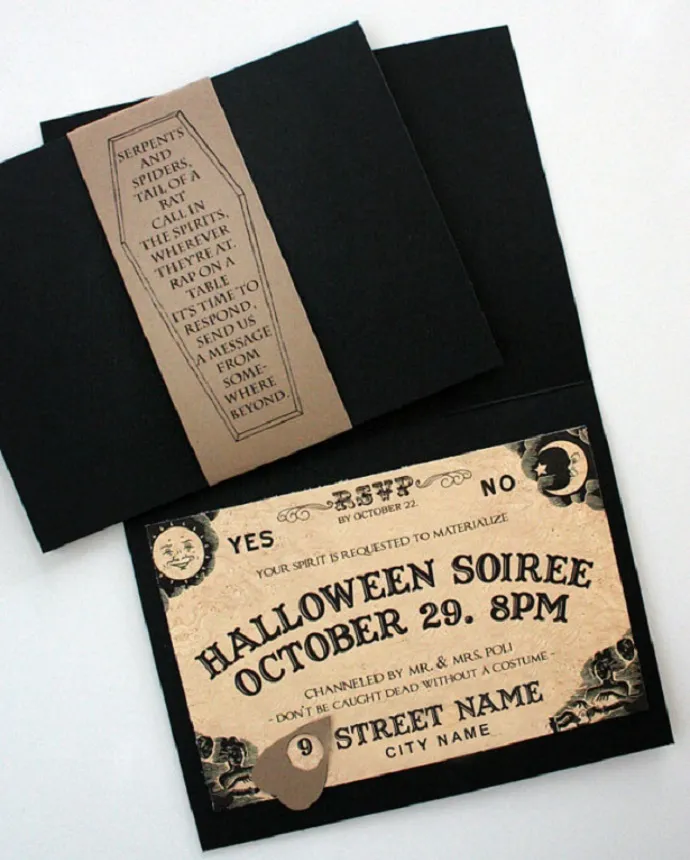 SERPENTS
AND
SPIDERS,
TAIL OF A
RAT
CALL IN
THE SPIRITS,
WHEREVER
THEY'RE AT.
RAP ON A
TABLE
IT'S TIME TO
RESPOND,
SEND US
A MESSAGE
FROM
SOME-
WHERE
BEYOND.
RSVP
BY OCTOBER 22.
YES
NO
YOUR SPIRIT IS REQUESTED TO MATERIALIZE
HALLOWEEN SOIREE
OCTOBER 29. 8PM
CHANNELED BY MR. & MRS. POLI
- DON'T BE CAUGHT DEAD WITHOUT A COSTUME -
9 STREET NAME
CITY NAME